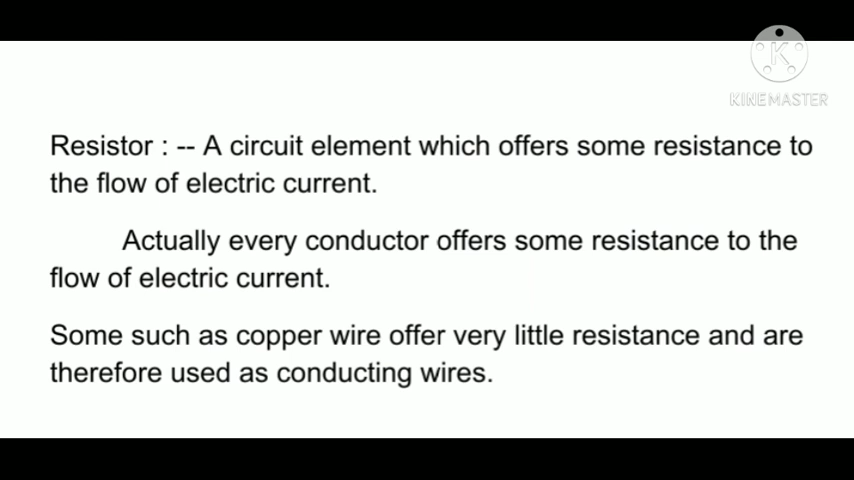 K
KINEMASTER
Resistor : -- A circuit element which offers some resistance to
the flow of electric current.
Actually every conductor offers some resistance to the
flow of electric current.
Some such as copper wire offer very little resistance and are
therefore used as conducting wires.